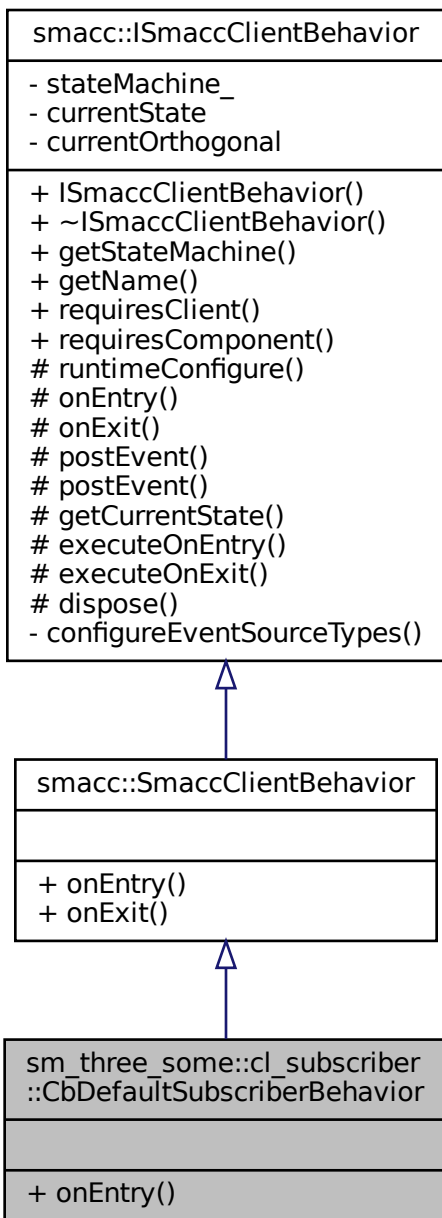 smacc::ISmaccClientBehavior
- stateMachine_
- currentState
- currentOrthogonal
+ ISmaccClientBehavior()
+ ~ISmaccClientBehavior()
+ getStateMachine()
+ getName()
+ requiresClient()
+ requiresComponent()
# runtimeConfigure()
# onEntry()
# onExit()
# postEvent()
# postEvent()
# getCurrentState()
# executeOnEntry()
# executeOnExit()
# dispose()
- configureEventSourceTypes()
smacc::SmaccClientBehavior
+ onEntry()
+ onExit()
sm_three_some::cl_subscriber
::CbDefaultSubscriberBehavior
+ onEntry()